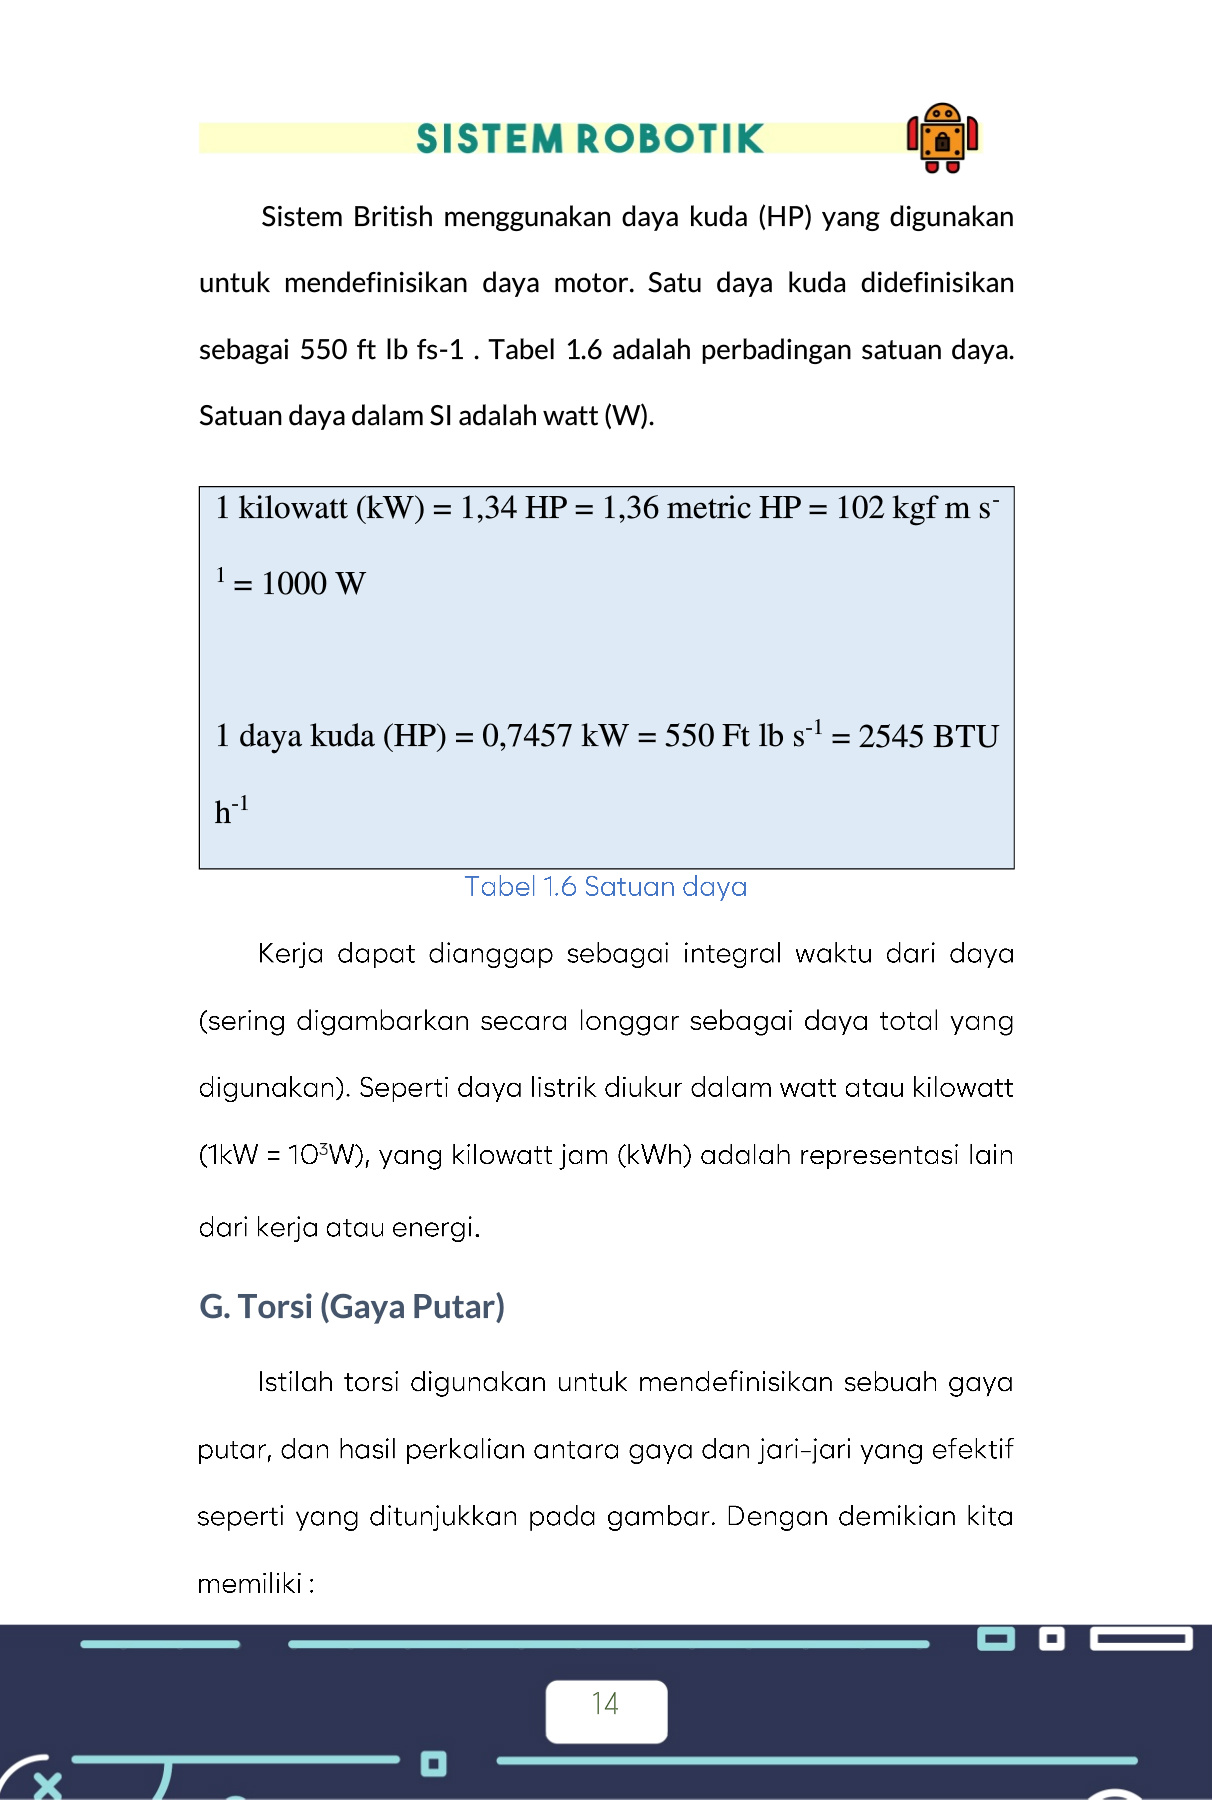 SISTEM ROBOTIK
Sistem British menggunakan daya kuda (HP) yang digunakan
untuk mendefinisikan daya motor. Satu daya kuda didefinisikan
sebagai 550 ft lb fs-1 . Tabel 1.6 adalah perbadingan satuan daya.
Satuan daya dalam SI adalah watt (W).
1 kilowatt (kW) = 1,34 HP = 1,36 metric HP = 102 kgf m s⁻
¹ = 1000 W
1 daya kuda (HP) = 0,7457 kW = 550 Ft lb s⁻¹ = 2545 BTU
h⁻¹
Tabel 1.6 Satuan daya
Kerja dapat dianggap sebagai integral waktu dari daya
(sering digambarkan secara longgar sebagai daya total yang
digunakan). Seperti daya listrik diukur dalam watt atau kilowatt
(1kW = 10³W), yang kilowatt jam (kWh) adalah representasi lain
dari kerja atau energi.
G. Torsi (Gaya Putar)
Istilah torsi digunakan untuk mendefinisikan sebuah gaya
putar, dan hasil perkalian antara gaya dan jari-jari yang efektif
seperti yang ditunjukkan pada gambar. Dengan demikian kita
memiliki :
14